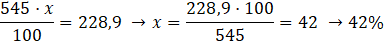 545 · x / 100 = 228,9 → x = 228,9 · 100 / 545 = 42 → 42%